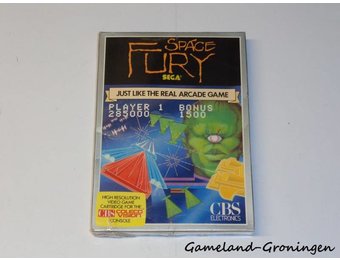 SPACE
FURY
SEGA
JUST LIKE THE REAL ARCADE GAME
PLAYER 1 BONUS
285000 1500
HIGH RESOLUTION
VIDEO GAME
CARTRIDGE FOR THE
CBS COLECO VISION
CONSOLE
CBS
ELECTRONICS
Gameland-Groningen